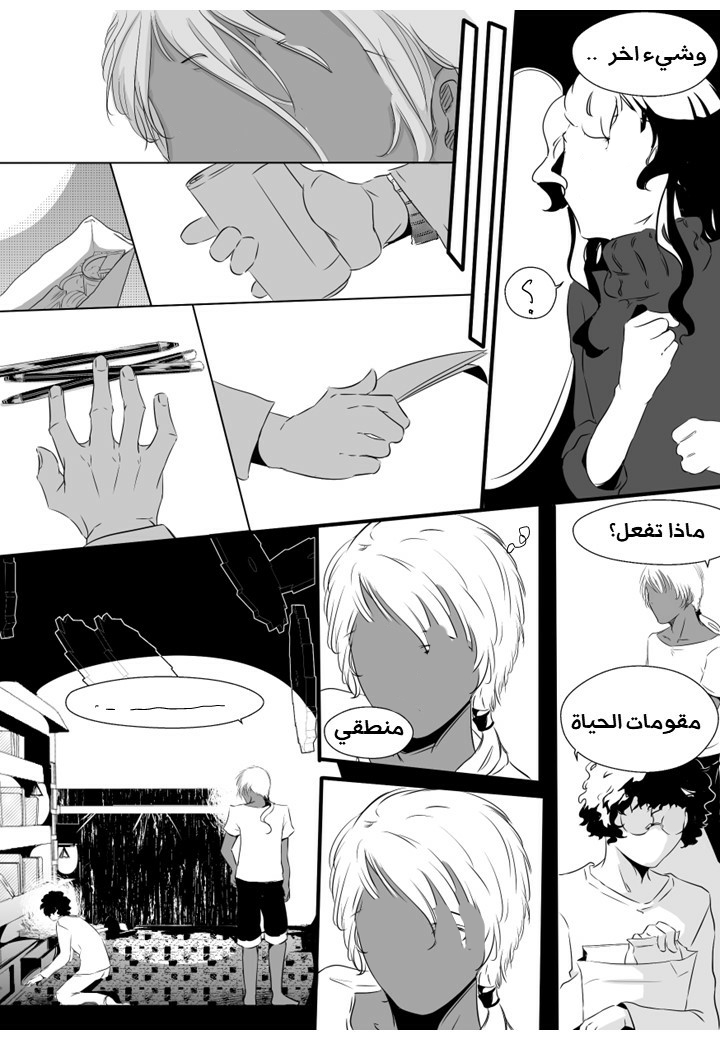 وشيء اخر ..
؟
ماذا تفعل؟
مقومات الحياة
منطقي